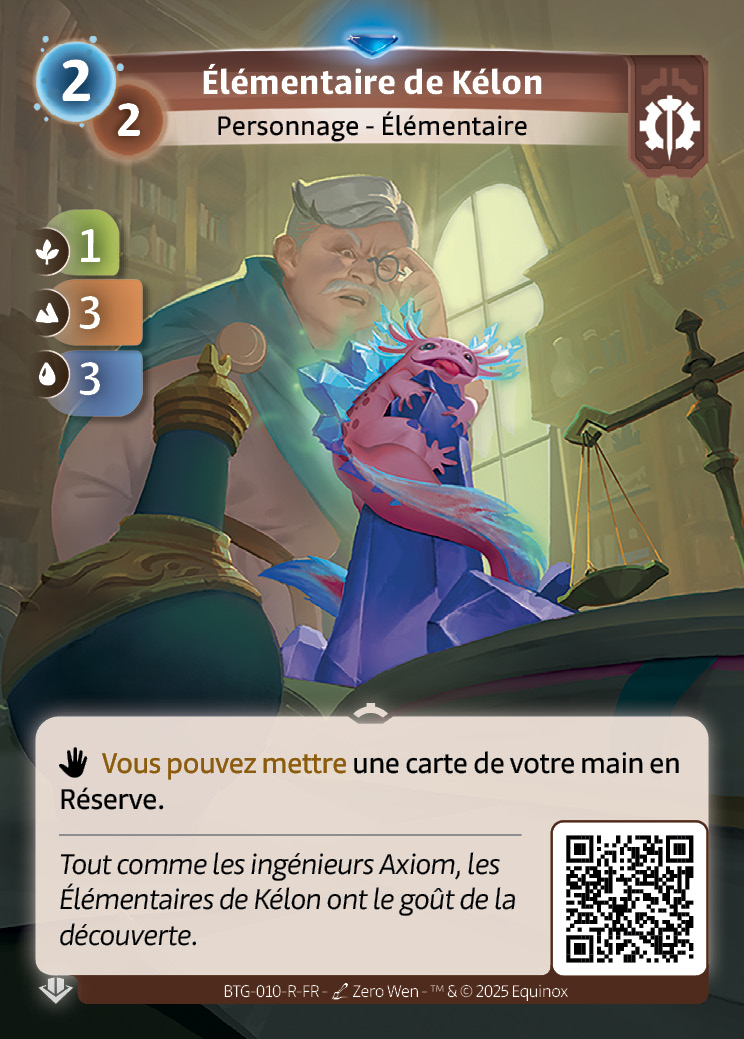 2
Élémentaire de Kélon
2
Personnage - Élémentaire
1
3
3
Vous pouvez mettre une carte de votre main en
Réserve.
Tout comme les ingénieurs Axiom, les
Élémentaires de Kélon ont le goût de la
découverte.
BTG-010-R-FR - Zero Wen - ™ & © 2025 Equinox